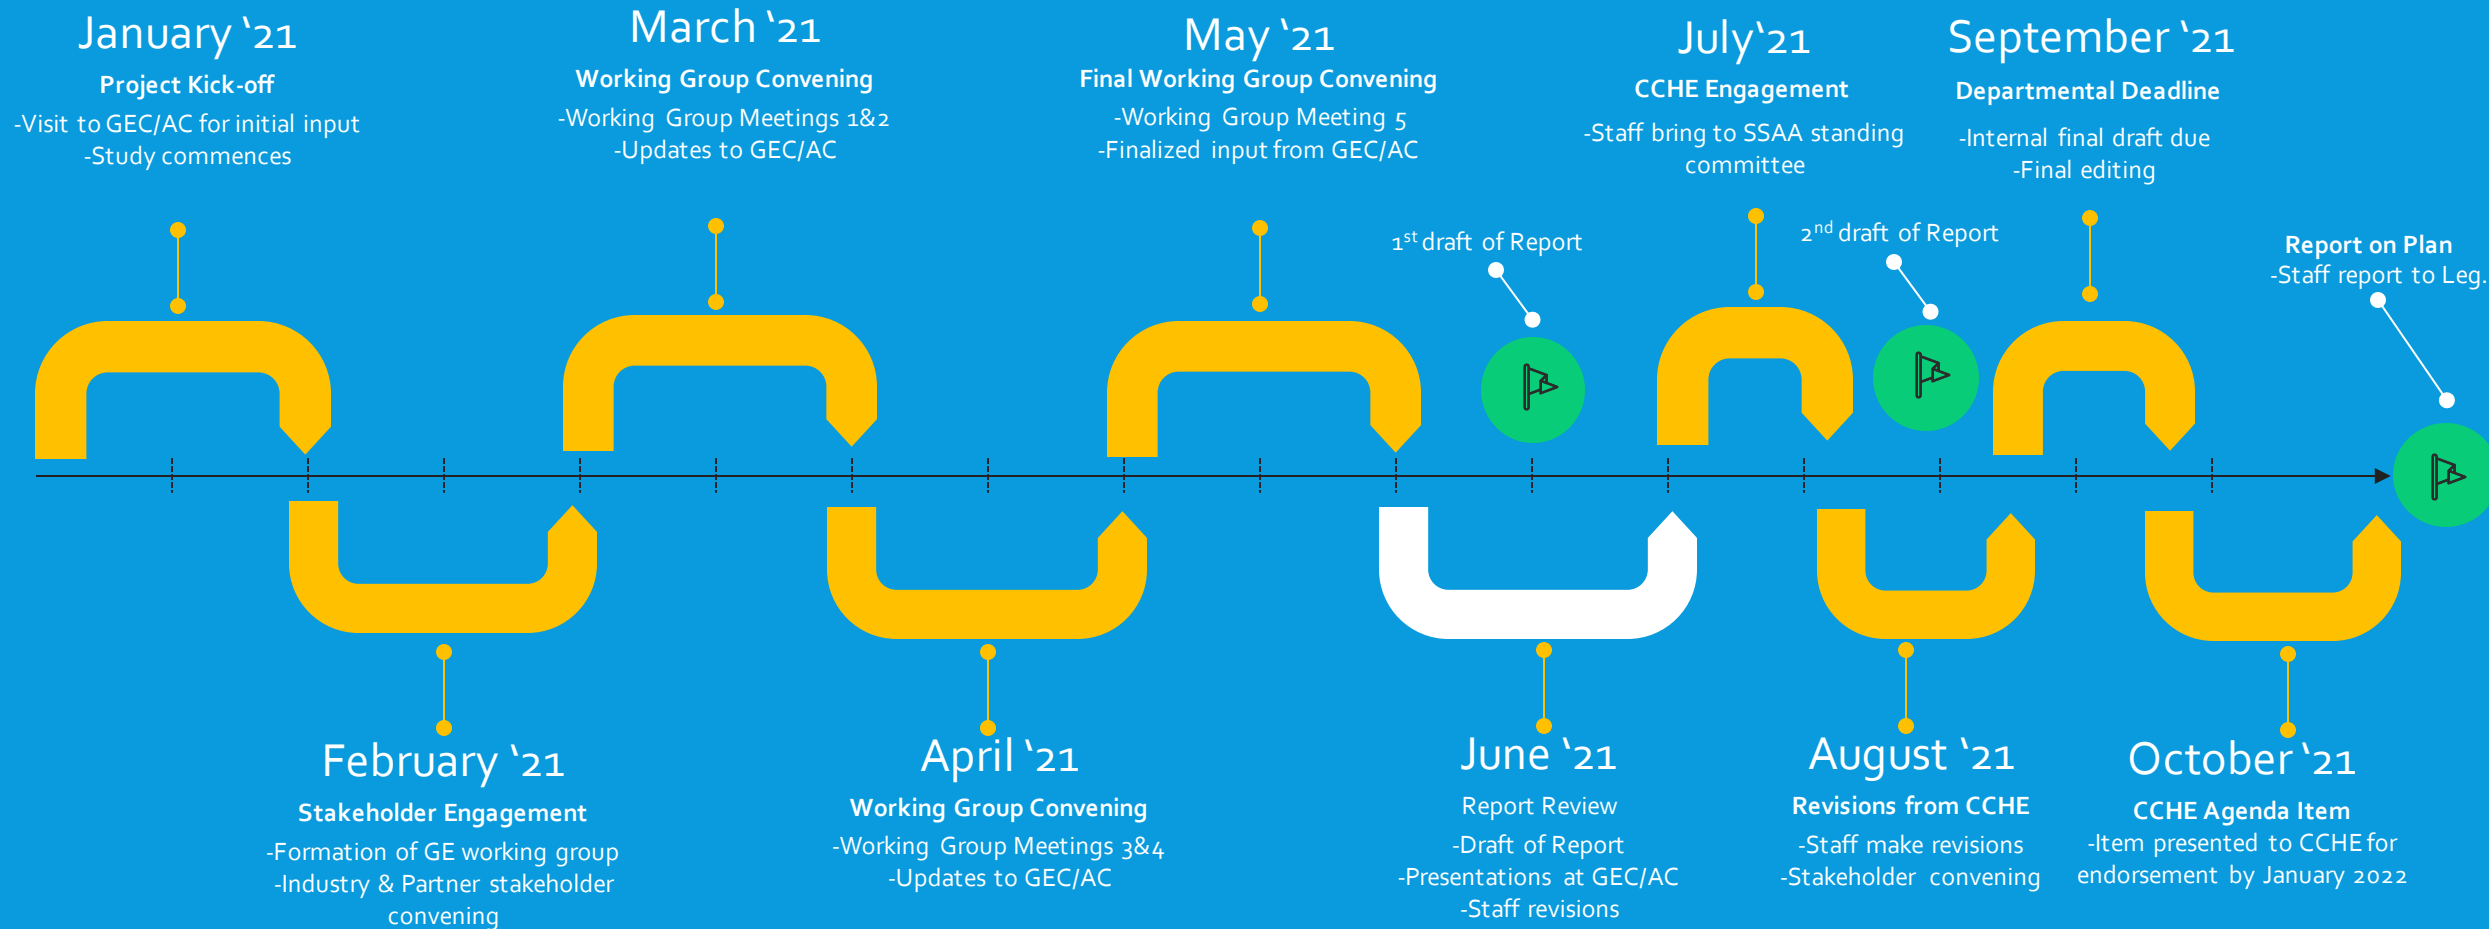 January ‘21
Project Kick-off
-Visit to GEC/AC for initial input
-Study commences
March ‘21
Working Group Convening
-Working Group Meetings 1&2
-Updates to GEC/AC
May ‘21
Final Working Group Convening
-Working Group Meeting 5
-Finalized input from GEC/AC
July‘21
CCHE Engagement
-Staff bring to SSAA standing
committee
September ‘21
Departmental Deadline
-Internal final draft due
-Final editing
1st draft of Report
2nd draft of Report
Report on Plan
-Staff report to Leg.
February ‘21
Stakeholder Engagement
-Formation of GE working group
-Industry & Partner stakeholder
convening
April ‘21
Working Group Convening
-Working Group Meetings 3&4
-Updates to GEC/AC
June ‘21
Report Review
-Draft of Report
-Presentations at GEC/AC
-Staff revisions
August ‘21
Revisions from CCHE
-Staff make revisions
-Stakeholder convening
October ‘21
CCHE Agenda Item
-Item presented to CCHE for
endorsement by January 2022